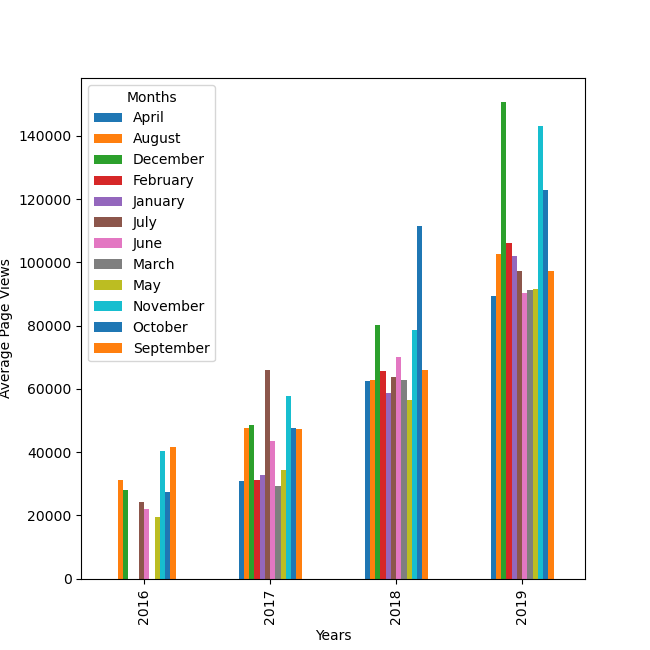 Months
April
August
December
February
January
July
June
March
May
November
October
September
140000
120000
100000
80000
60000
40000
20000
0
Average Page Views
2016
2017
2018
2019
Years